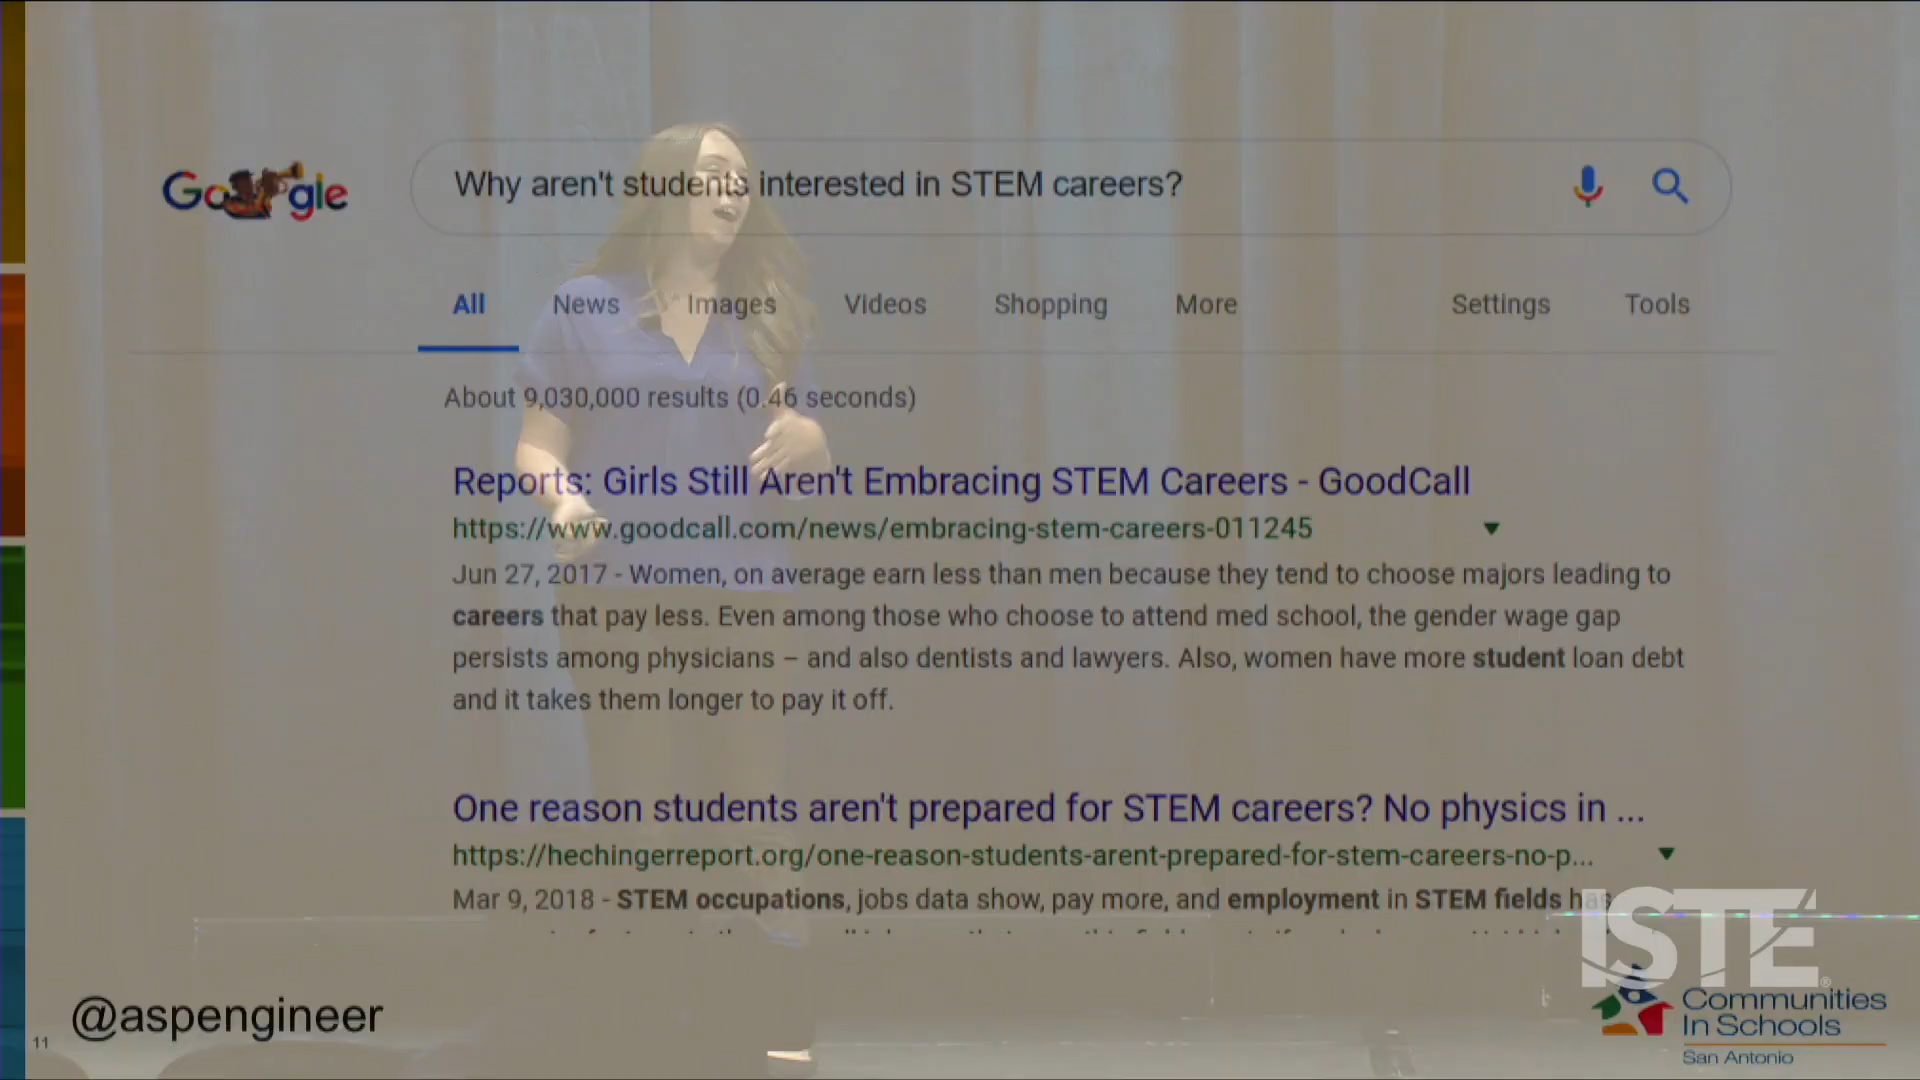 Google
Why aren't students interested in STEM careers?
All News Images Videos Shopping More Settings Tools
About 9,030,000 results (0.46 seconds)
Reports: Girls Still Aren't Embracing STEM Careers - GoodCall
https://www.goodcall.com/news/embracing-stem-careers-011245
Jun 27, 2017 - Women, on average earn less than men because they tend to choose majors leading to
careers that pay less. Even among those who choose to attend med school, the gender wage gap
persists among physicians – and also dentists and lawyers. Also, women have more student loan debt
and it takes them longer to pay it off.
One reason students aren't prepared for STEM careers? No physics in ...
https://hechingerreport.org/one-reason-students-arent-prepared-for-stem-careers-no-p...
Mar 9, 2018 - STEM occupations, jobs data show, pay more, and employment in STEM fields has
ISTE®
@aspengineer
Communities
In Schools
San Antonio
11